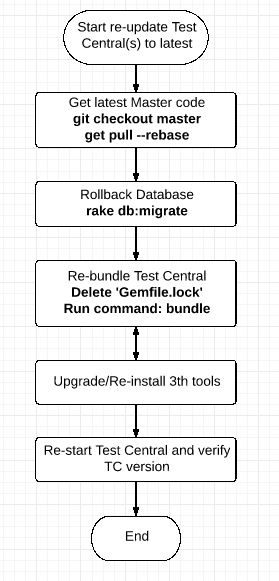 Start re-update Test
Central(s) to latest
Get latest Master code
git checkout master
get pull --rebase
Rollback Database
rake db:migrate
Re-bundle Test Central
Delete 'Gemfile.lock'
Run command: bundle
Upgrade/Re-install 3th tools
Re-start Test Central and verify
TC version
End